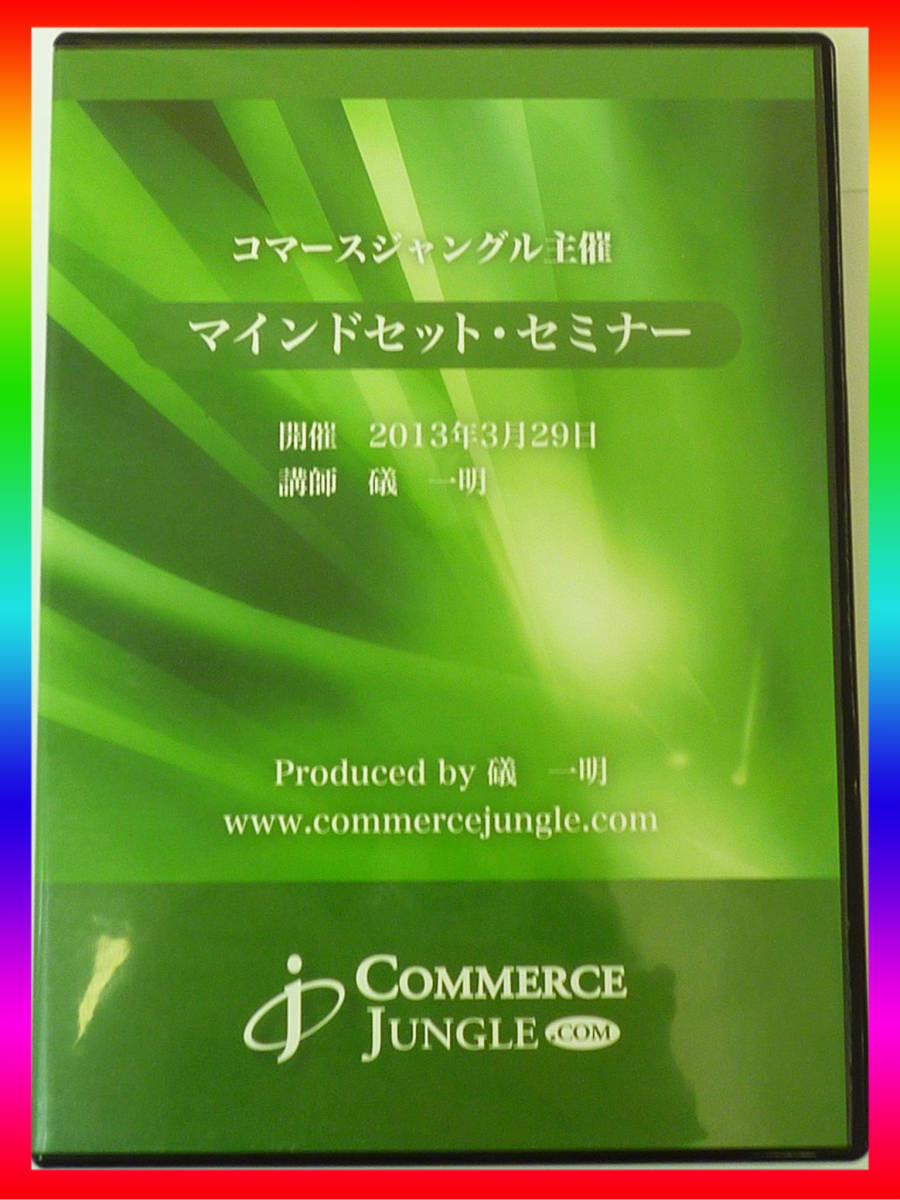 コマースジャングル主催
マインドセット・セミナー
開催　2013年3月29日
講師　礒　一明
Produced by 礒　一明
www.commercejungle.com
COMMERCE
JUNGLE .COM